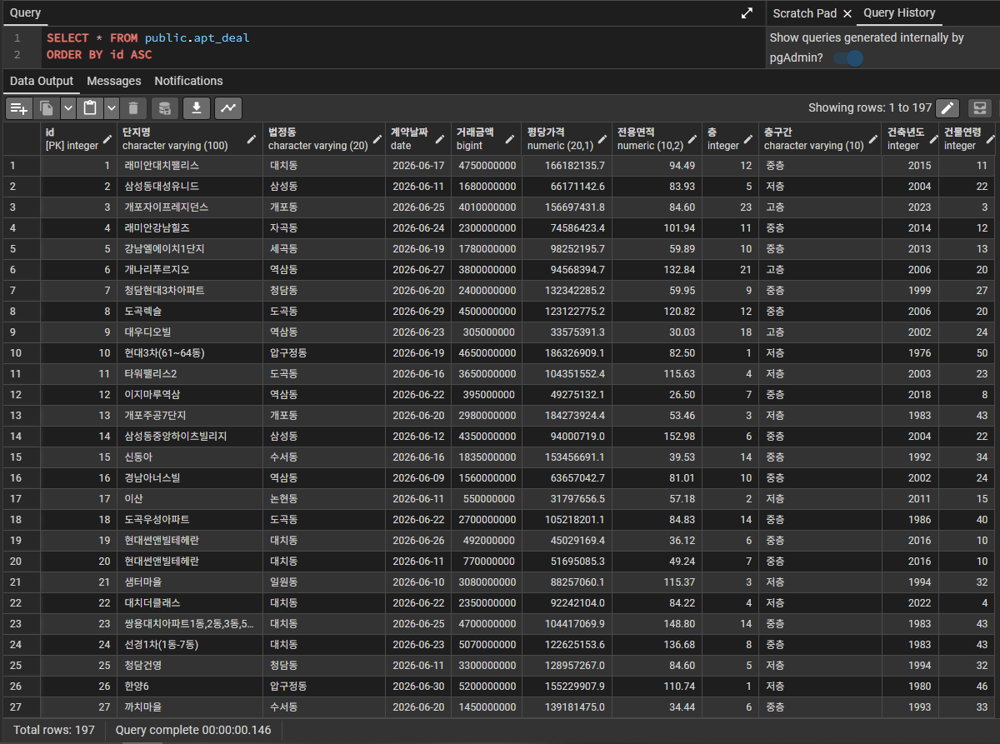 Query
Scratch Pad
Query History
1 SELECT * FROM public.apt_deal
2 ORDER BY id ASC
Show queries generated internally by
pgAdmin?
Data Output Messages Notifications
Showing rows: 1 to 197
id 단지명 법정동 계약날짜 거래금액 평당가격 전용면적 층 층구간 건축년도 건물연령
[PK] integer character varying (100) character varying (20) date bigint numeric (20,1) numeric (10,2) integer character varying (10) integer integer
1 1 래미안대치팰리스 대치동 2026-06-17 4750000000 166182135.7 94.49 12 중층 2015 11
2 2 삼성동대성유니드 삼성동 2026-06-11 1680000000 66171142.6 83.93 5 저층 2004 22
3 3 개포자이프레지던스 개포동 2026-06-25 4010000000 156697431.8 84.60 23 고층 2023 3
4 4 래미안강남힐즈 자곡동 2026-06-24 2300000000 74586423.4 101.94 11 중층 2014 12
5 5 강남엘에이치1단지 세곡동 2026-06-19 1780000000 98252195.7 59.89 10 중층 2013 13
6 6 개나리푸르지오 역삼동 2026-06-27 3800000000 94568394.7 132.84 21 고층 2006 20
7 7 청담현대3차아파트 청담동 2026-06-20 2400000000 132342285.2 59.95 9 중층 1999 27
8 8 도곡렉슬 도곡동 2026-06-29 4500000000 123122775.2 120.82 12 중층 2006 20
9 9 대우디오빌 역삼동 2026-06-23 305000000 33575391.3 30.03 18 고층 2002 24
10 10 현대3차(61~64동) 압구정동 2026-06-19 4650000000 186326909.1 82.50 1 저층 1976 50
11 11 타워팰리스2 도곡동 2026-06-16 3650000000 104351552.4 115.63 4 저층 2003 23
12 12 이지마루역삼 역삼동 2026-06-22 395000000 49275132.1 26.50 7 중층 2018 8
13 13 개포주공7단지 개포동 2026-06-20 2980000000 184273924.4 53.46 3 저층 1983 43
14 14 삼성동중앙하이츠빌리지 삼성동 2026-06-12 4350000000 94000719.0 152.98 6 중층 2004 22
15 15 신동아 수서동 2026-06-16 1835000000 153456691.1 39.53 14 중층 1992 34
16 16 경남아너스빌 역삼동 2026-06-09 1560000000 63657042.7 81.01 10 중층 2002 24
17 17 이산 논현동 2026-06-11 550000000 31797656.5 57.18 2 저층 2011 15
18 18 도곡우성아파트 도곡동 2026-06-22 2700000000 105218201.1 84.83 14 중층 1986 40
19 19 현대썬앤빌테헤란 대치동 2026-06-26 492000000 45029169.4 36.12 6 중층 2016 10
20 20 현대썬앤빌테헤란 대치동 2026-06-11 770000000 51695085.3 49.24 7 중층 2016 10
21 21 샘터마을 일원동 2026-06-10 3080000000 88257060.1 115.37 3 저층 1994 32
22 22 대치더클래스 대치동 2026-06-22 2350000000 92242104.0 84.22 4 저층 2022 4
23 23 쌍용대치아파트1동,2동,3동,5... 대치동 2026-06-25 4700000000 104417069.9 148.80 14 중층 1983 43
24 24 선경1차(1동-7동) 대치동 2026-06-23 5070000000 122625153.6 136.68 8 중층 1983 43
25 25 청담건영 청담동 2026-06-11 3300000000 128957267.0 84.60 5 저층 1994 32
26 26 한양6 압구정동 2026-06-30 5200000000 155229907.9 110.74 1 저층 1980 46
27 27 까치마을 수서동 2026-06-20 1450000000 139181475.0 34.44 6 중층 1993 33
Total rows: 197 Query complete 00:00:00.146